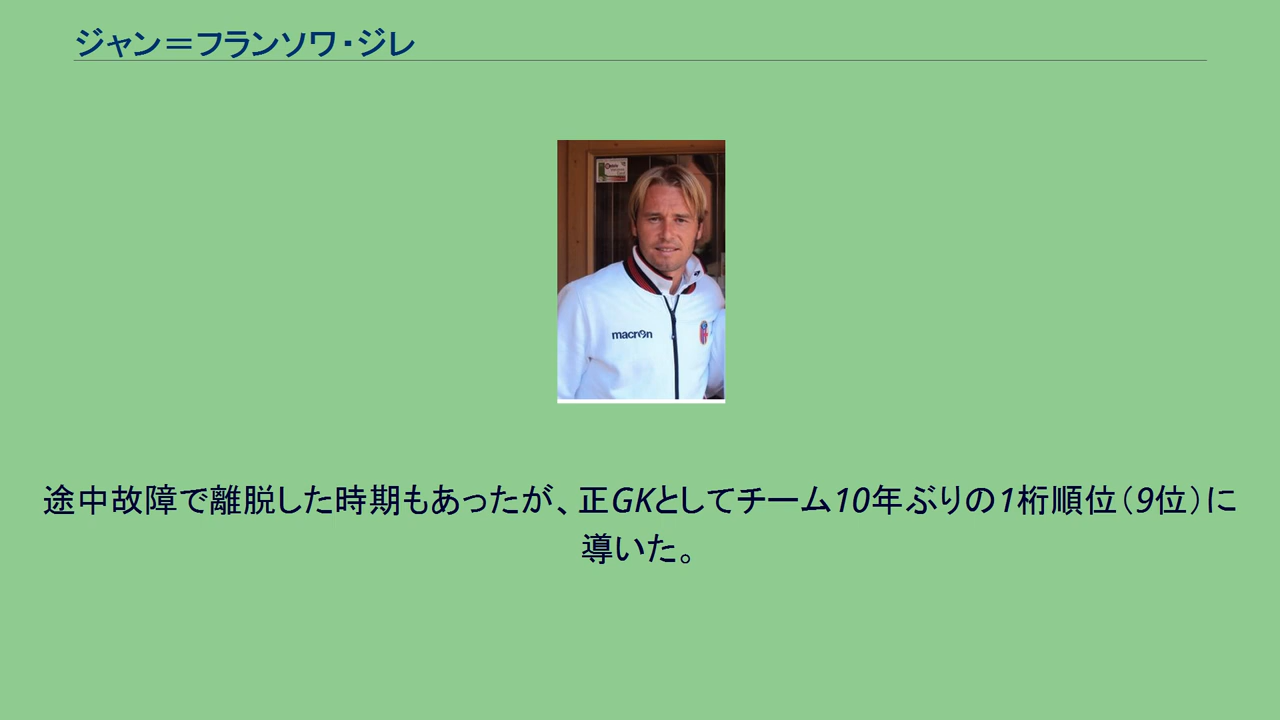 ジャン＝フランソワ・ジレ
macron
途中故障で離脱した時期もあったが、正GKとしてチーム10年ぶりの1桁順位（9位）に
導いた。